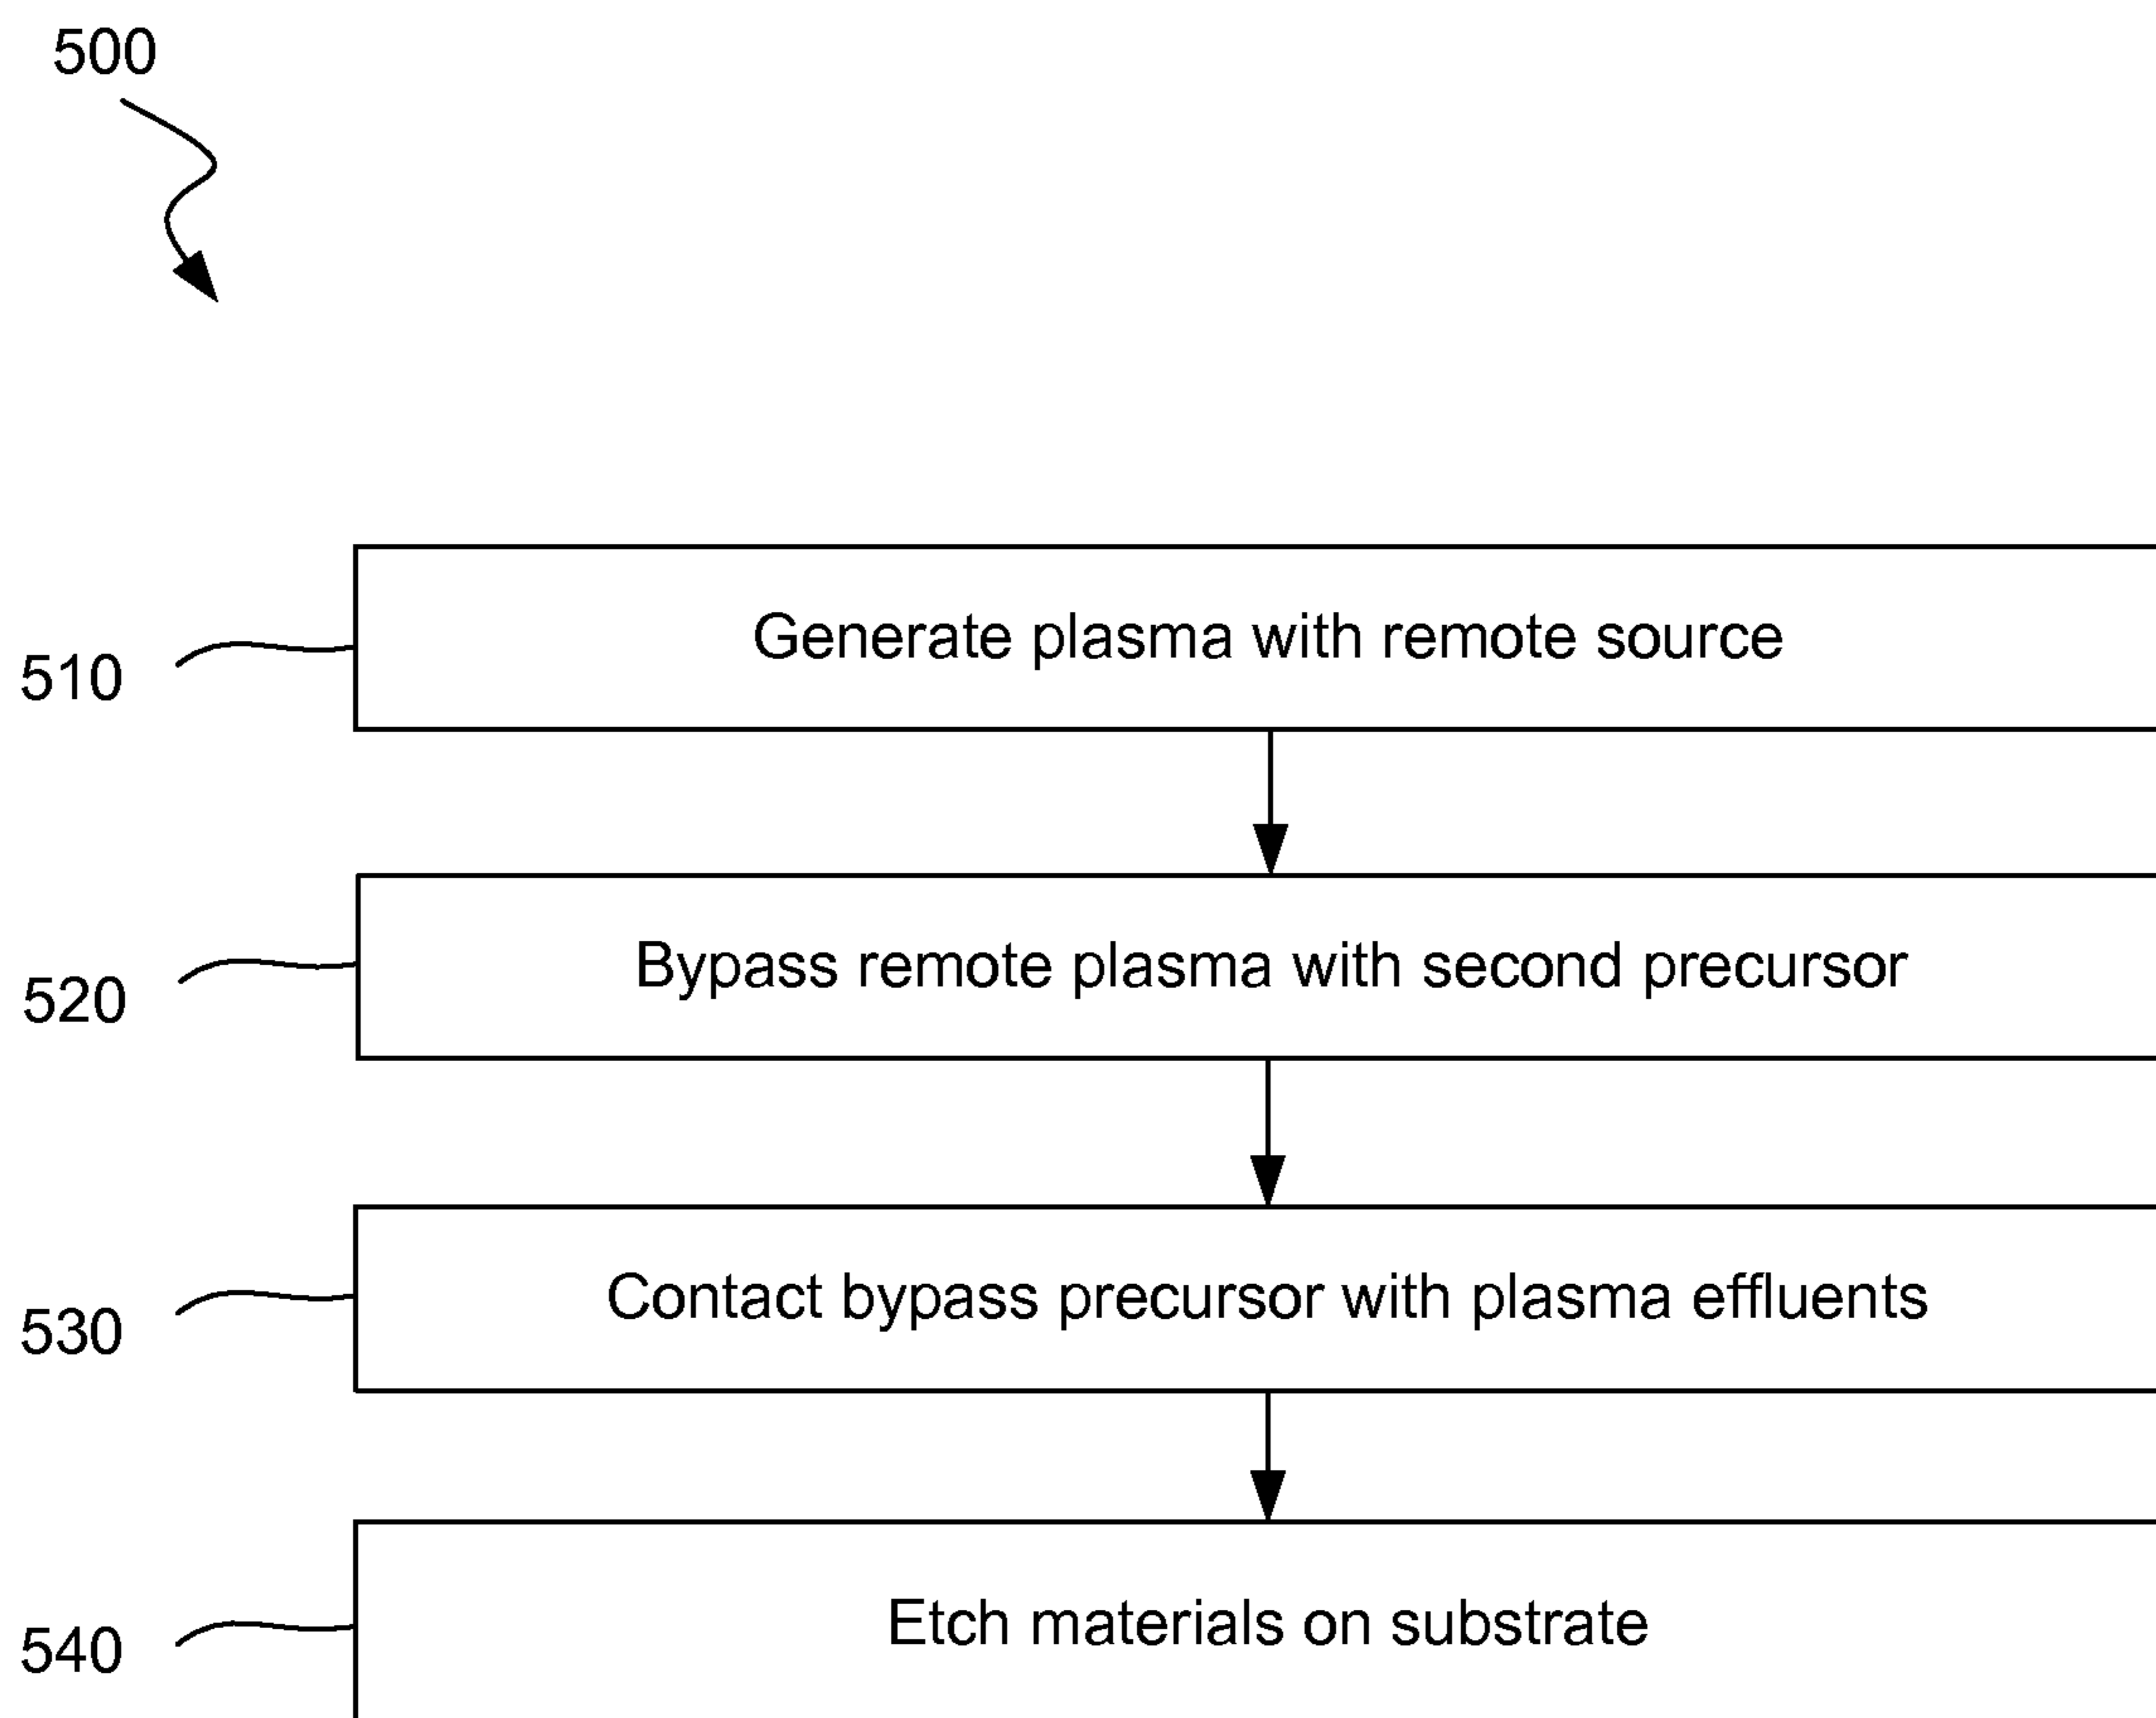 500
510
Generate plasma with remote source
520
Bypass remote plasma with second precursor
530
Contact bypass precursor with plasma effluents
540
Etch materials on substrate